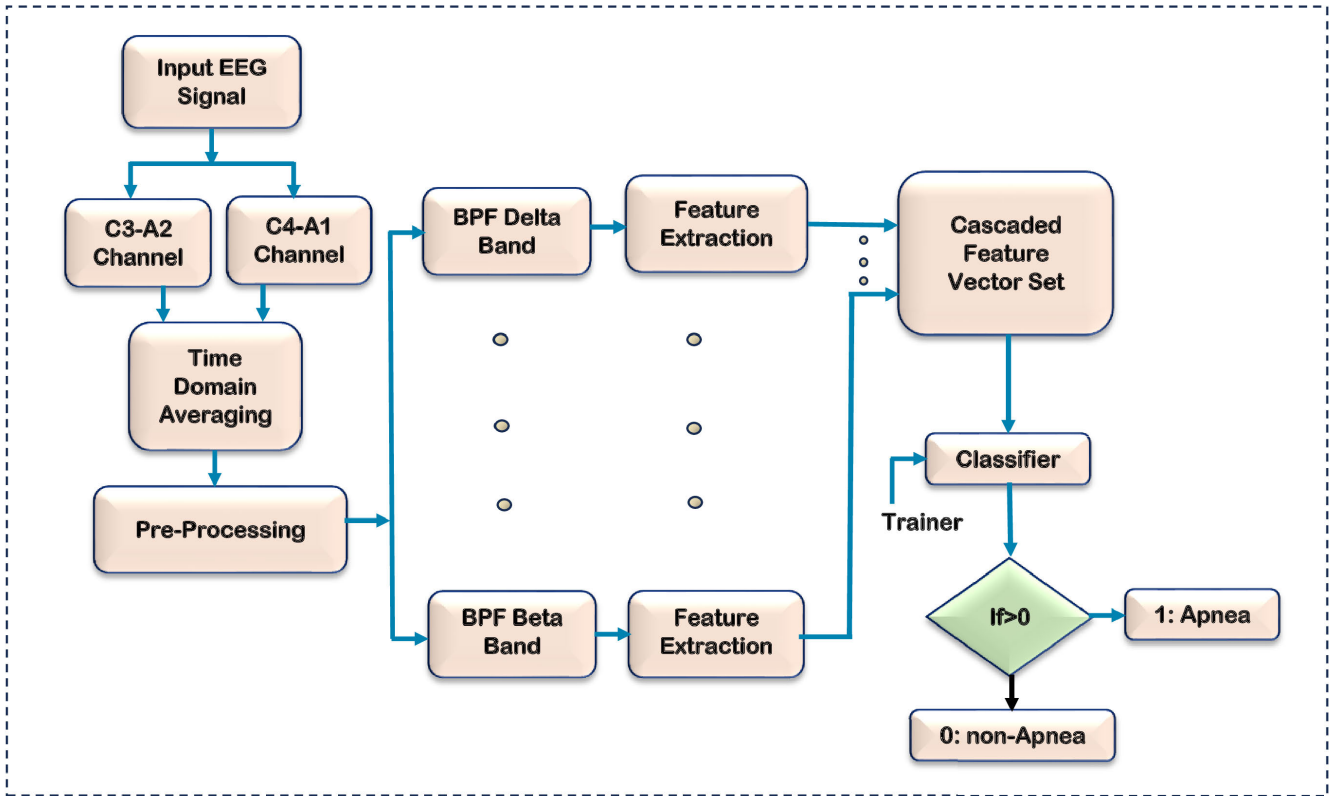 Input EEG
Signal
C3-A2
Channel
C4-A1
Channel
Time
Domain
Averaging
Pre-Processing
BPF Delta
Band
Feature
Extraction
BPF Beta
Band
Feature
Extraction
Cascaded
Feature
Vector Set
Classifier
Trainer
If>0
1: Apnea
0: non-Apnea